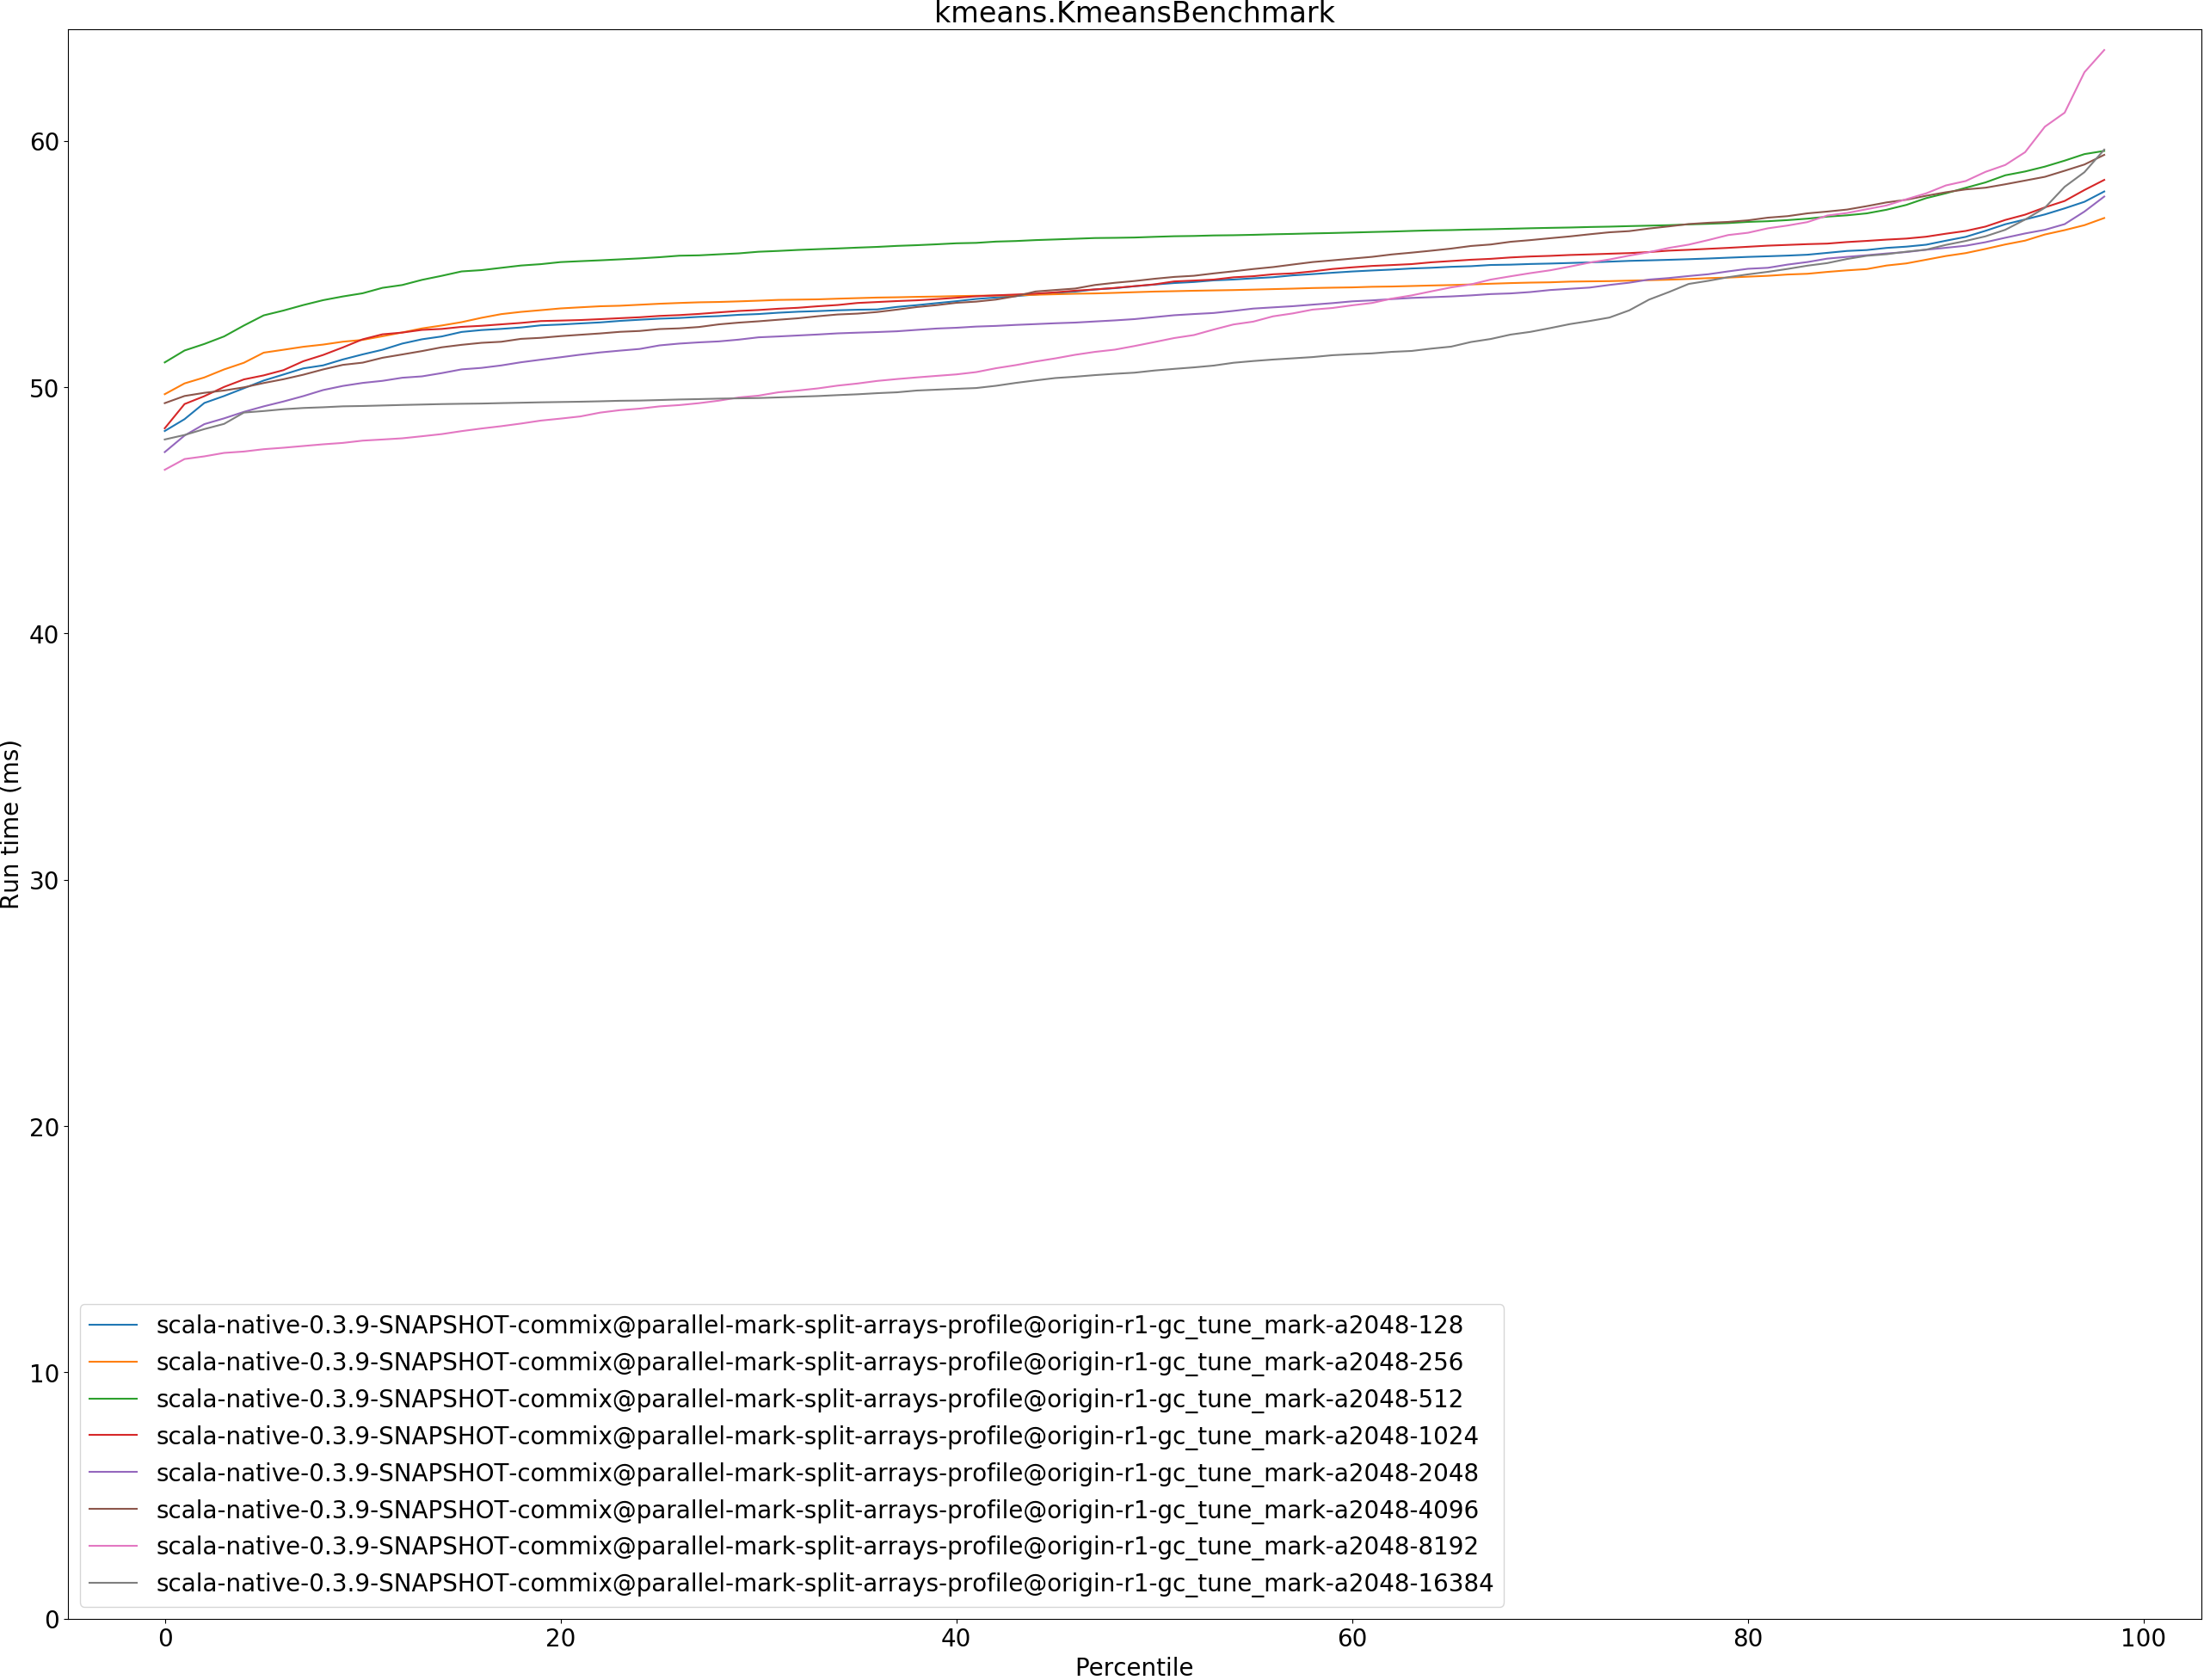 kmeans.KmeansBenchmark
Run time (ms)
60
50
40
30
20
10
0
scala-native-0.3.9-SNAPSHOT-commix@parallel-mark-split-arrays-profile@origin-r1-gc_tune_mark-a2048-128
scala-native-0.3.9-SNAPSHOT-commix@parallel-mark-split-arrays-profile@origin-r1-gc_tune_mark-a2048-256
scala-native-0.3.9-SNAPSHOT-commix@parallel-mark-split-arrays-profile@origin-r1-gc_tune_mark-a2048-512
scala-native-0.3.9-SNAPSHOT-commix@parallel-mark-split-arrays-profile@origin-r1-gc_tune_mark-a2048-1024
scala-native-0.3.9-SNAPSHOT-commix@parallel-mark-split-arrays-profile@origin-r1-gc_tune_mark-a2048-2048
scala-native-0.3.9-SNAPSHOT-commix@parallel-mark-split-arrays-profile@origin-r1-gc_tune_mark-a2048-4096
scala-native-0.3.9-SNAPSHOT-commix@parallel-mark-split-arrays-profile@origin-r1-gc_tune_mark-a2048-8192
scala-native-0.3.9-SNAPSHOT-commix@parallel-mark-split-arrays-profile@origin-r1-gc_tune_mark-a2048-16384
0 20 40 60 80 100
Percentile